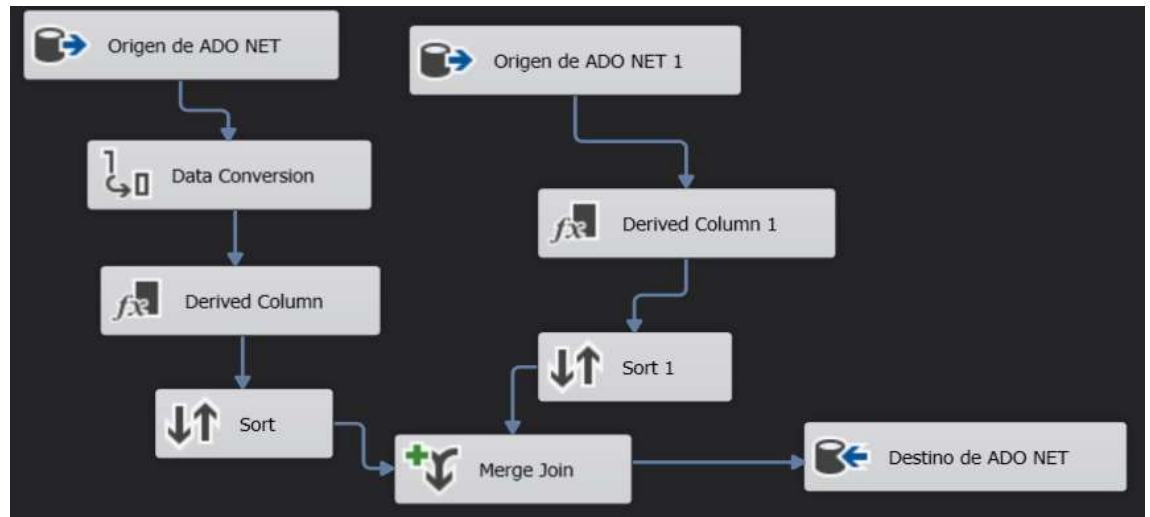 Origen de ADO NET
Origen de ADO NET 1
Data Conversion
Derived Column 1
Derived Column
Sort 1
Sort
Merge Join
Destino de ADO NET